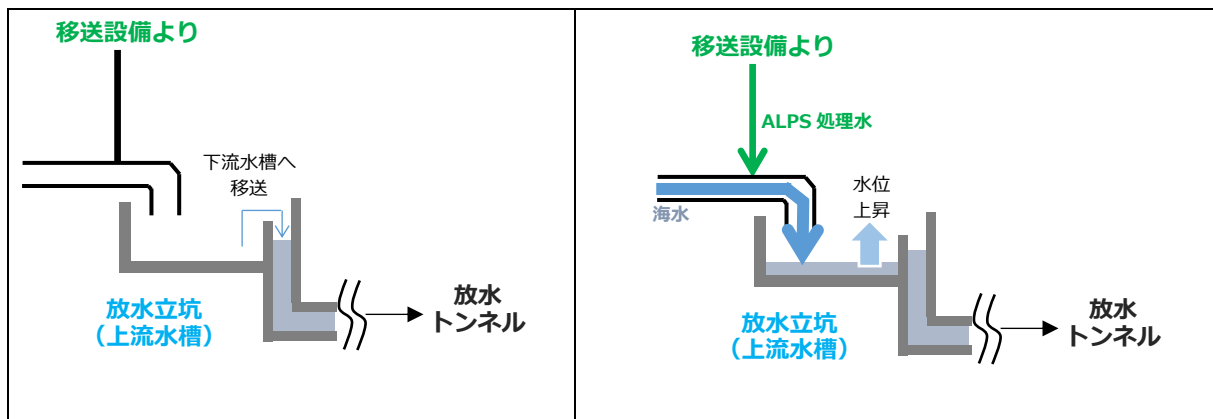 移送設備より
下流水槽へ
移送
放水立坑
（上流水槽）
放水
トンネル
移送設備より
ALPS 処理水
海水
水位
上昇
放水立坑
（上流水槽）
放水
トンネル